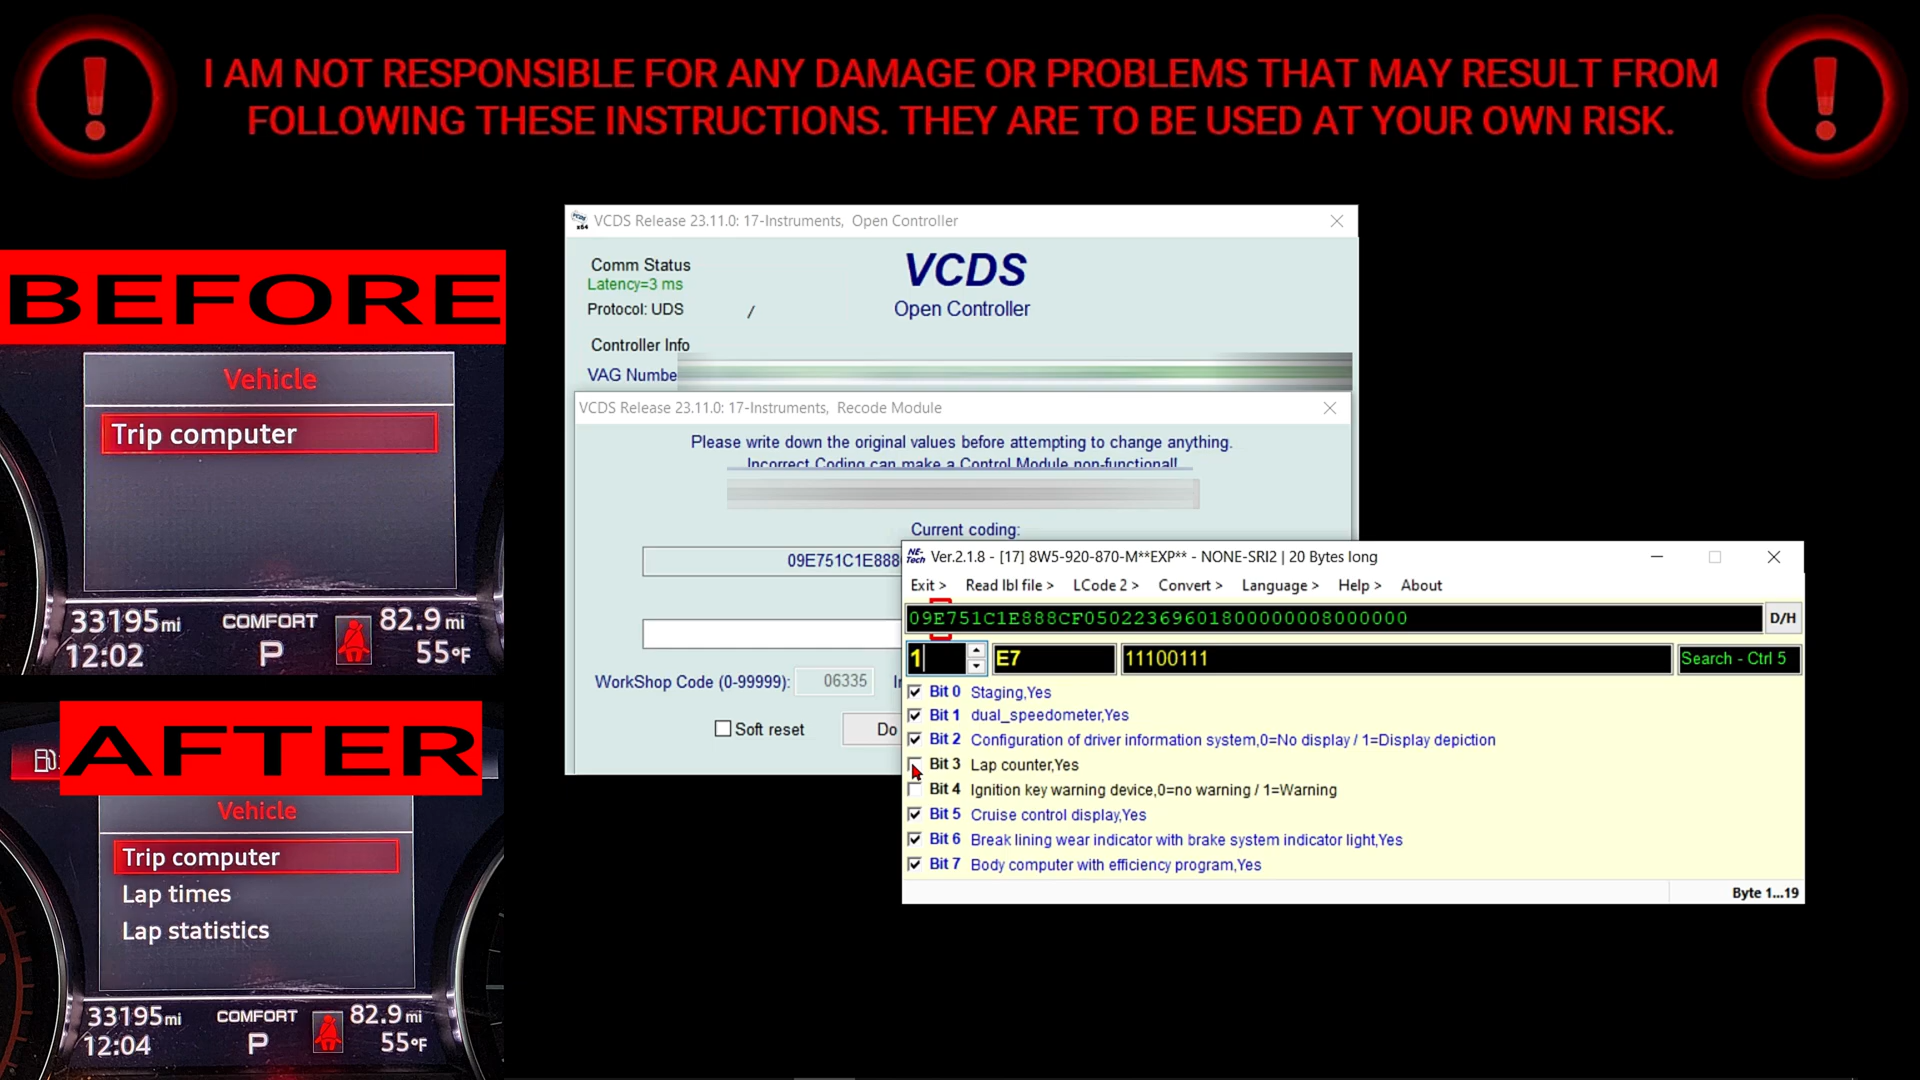 I AM NOT RESPONSIBLE FOR ANY DAMAGE OR PROBLEMS THAT MAY RESULT FROM
FOLLOWING THESE INSTRUCTIONS. THEY ARE TO BE USED AT YOUR OWN RISK.
BEFORE
Vehicle
Trip computer
33195mi
COMFORT
82.9mi
12:02
P
55°F
AFTER
Vehicle
Trip computer
Lap times
Lap statistics
33195mi
COMFORT
350mi
12:04
P
55°F
VCDS Release 23.11.0: 17-Instruments, Open Controller
Comm Status
Latency=3 ms
Protocol: UDS
/
VCDS
Open Controller
Controller Info
VAG Numbe
VCDS Release 23.11.0: 17-Instruments, Recode Module
Please write down the original values before attempting to change anything.
Incorrect Coding can make a Control Module non-functional!
Current coding:
09E751C1E888
WorkShop Code (0-99999): 06335
Soft reset
Do
Ver.2.1.8 - [17] 8W5-920-870-M**EXP** - NONE-SRI2 | 20 Bytes long
Exit > Read lbl file > LCode 2 > Convert > Language > Help > About
09E751C1E888CF05022369601800000008000000 D/H
1 E7 11100111 Search - Ctrl 5
Bit 0 Staging,Yes
Bit 1 dual_speedometer,Yes
Bit 2 Configuration of driver information system,0=No display / 1=Display depiction
Bit 3 Lap counter,Yes
Bit 4 Ignition key warning device,0=no warning / 1=Warning
Bit 5 Cruise control display,Yes
Bit 6 Break lining wear indicator with brake system indicator light,Yes
Bit 7 Body computer with efficiency program,Yes
Byte 1...19